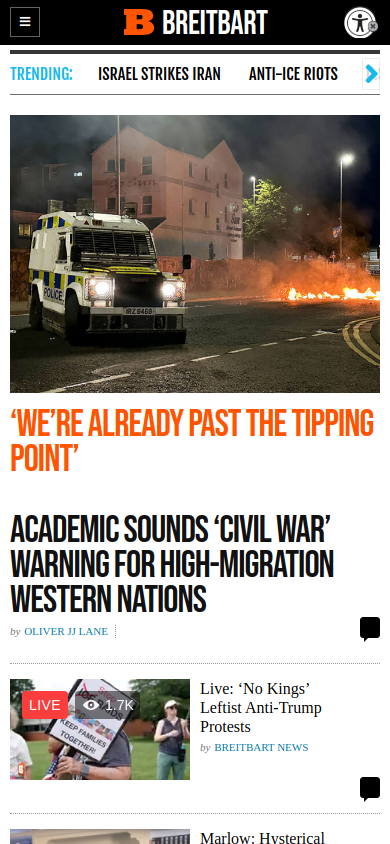 BREITBART
TRENDING:
ISRAEL STRIKES IRAN
ANTI-ICE RIOTS
POLICE
IRZ 8469
‘WE’RE ALREADY PAST THE TIPPING
POINT’
ACADEMIC SOUNDS ‘CIVIL WAR’
WARNING FOR HIGH-MIGRATION
WESTERN NATIONS
by OLIVER JJ LANE
LIVE
1.7K
KEEP FAMILIES
TOGETHER!
Live: ‘No Kings’
Leftist Anti-Trump
Protests
by BREITBART NEWS
Marlow: Hysterical